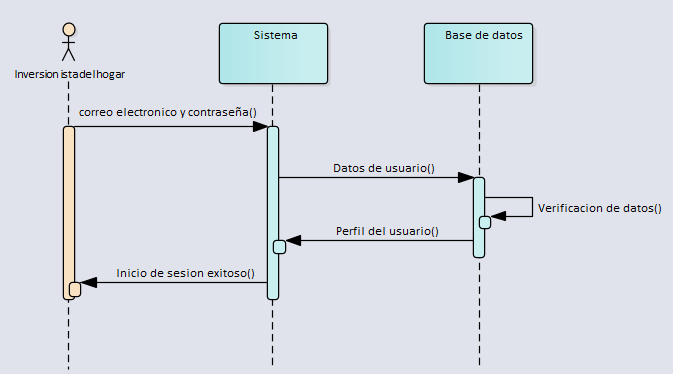 Sistema
Base de datos
Inversionistadelhogar
correo electronico y contraseña()
Datos de usuario()
Verificacion de datos()
Perfil del usuario()
Inicio de sesion exitoso()